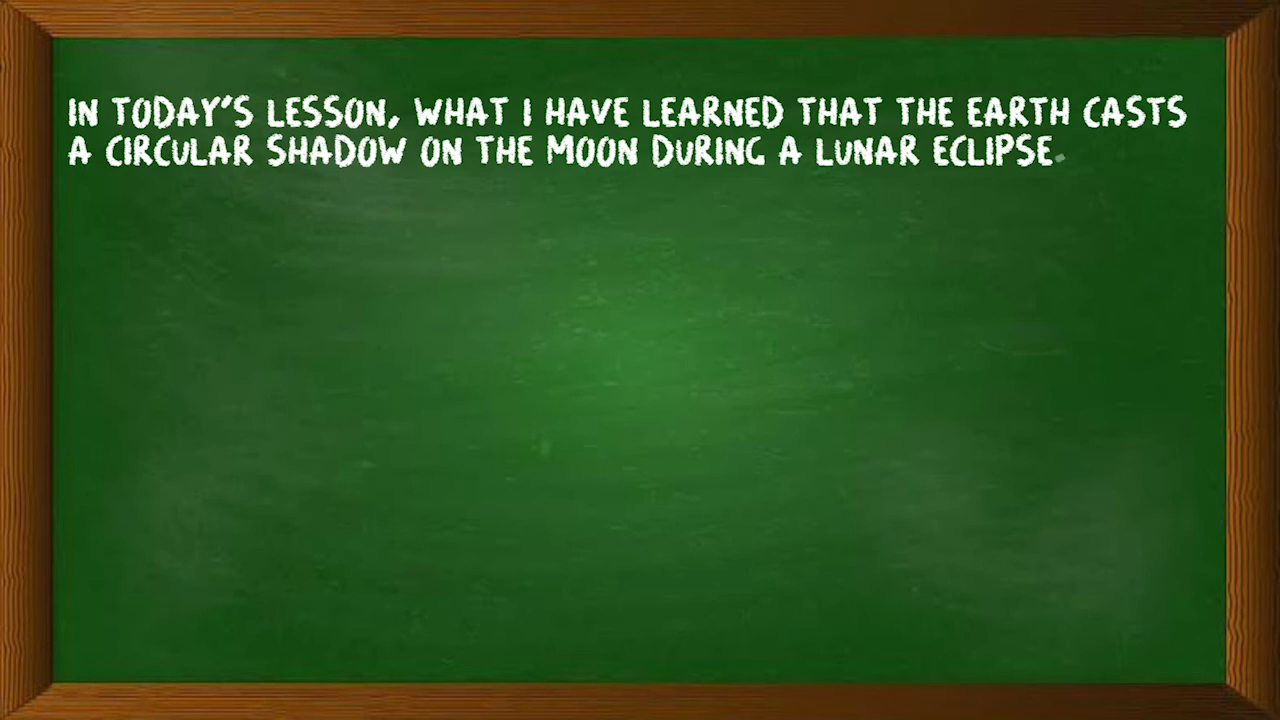 IN TODAY'S LESSON, WHAT I HAVE LEARNED THAT THE EARTH CASTS
A CIRCULAR SHADOW ON THE MOON DURING A LUNAR ECLIPSE.